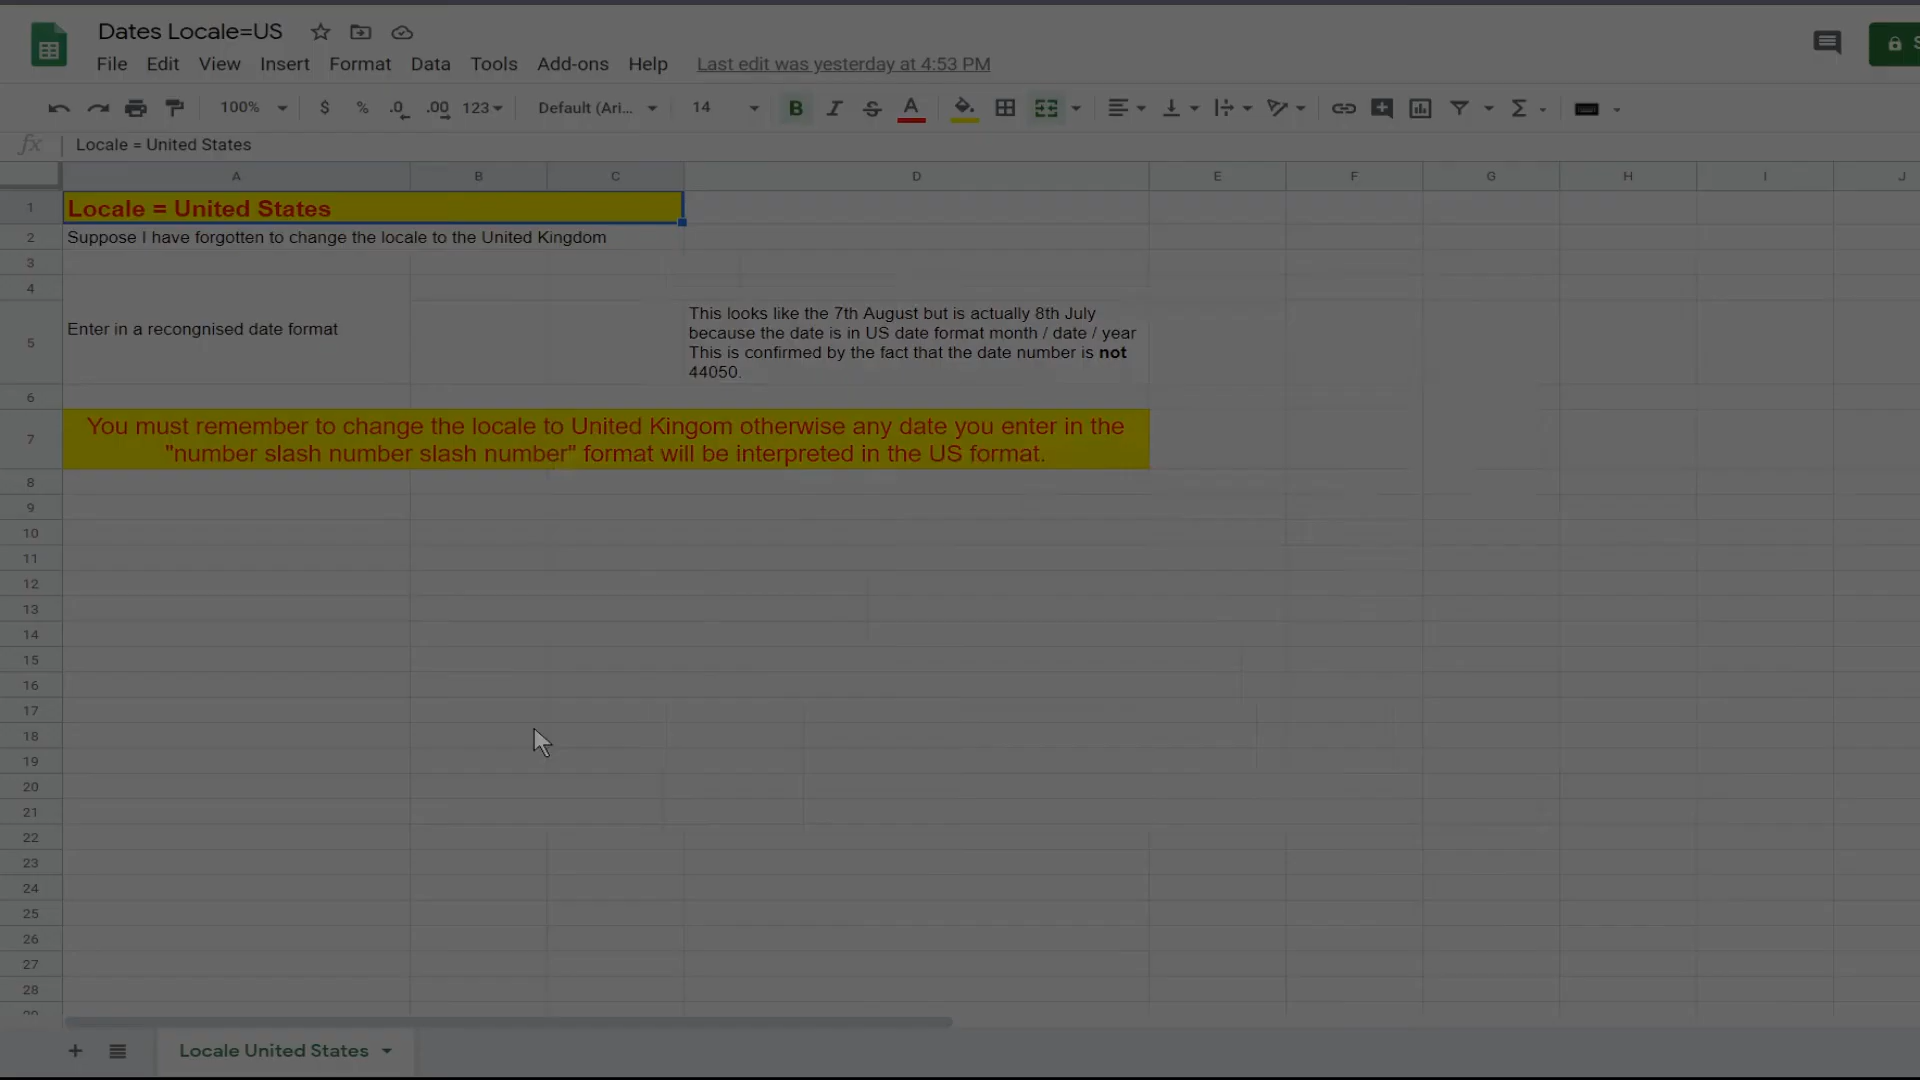 Dates Locale=US
File Edit View Insert Format Data Tools Add-ons Help Last edit was yesterday at 4:53 PM
100% $ % .0 .00 123 Default (Ari... 14 B I S A
fx Locale = United States
A B C D E F G H I J
1 Locale = United States
2 Suppose I have forgotten to change the locale to the United Kingdom
3
4
This looks like the 7th August but is actually 8th July
Enter in a recongnised date format
because the date is in US date format month / date / year
5
This is confirmed by the fact that the date number is not
44050.
6
You must remember to change the locale to United Kingom otherwise any date you enter in the
7
"number slash number slash number" format will be interpreted in the US format.
8
9
10
11
12
13
14
15
16
17
18
19
20
21
22
23
24
25
26
27
28
Locale United States